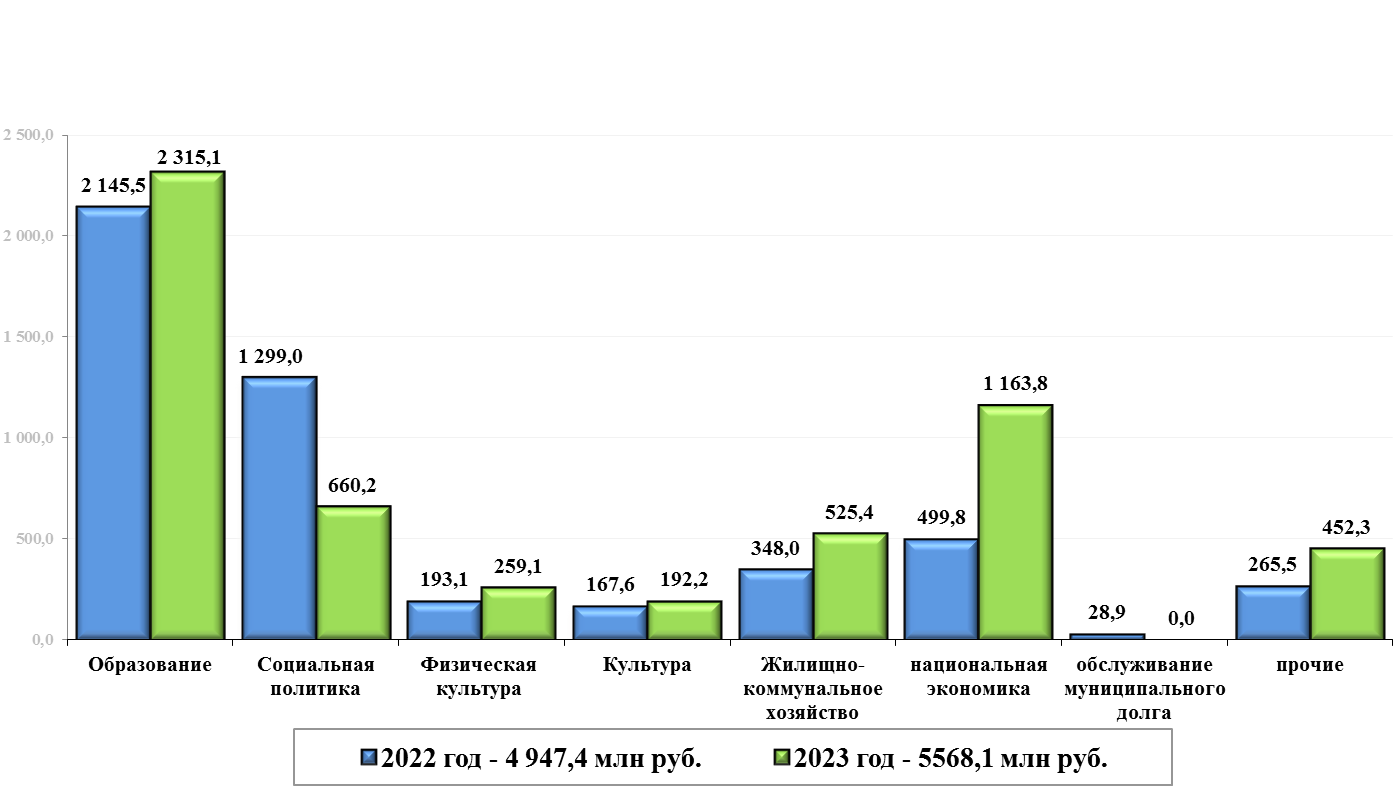 2 500,0
2 000,0
1 500,0
1 000,0
500,0
0,0
2 145,5
2 315,1
1 299,0
660,2
193,1
259,1
167,6
192,2
348,0
525,4
499,8
1 163,8
28,9
0,0
265,5
452,3
Образование
Социальная
политика
Физическая
культура
Культура
Жилищно-
коммунальное
хозяйство
национальная
экономика
обслуживание
муниципального
долга
прочие
2022 год - 4 947,4 млн руб.
2023 год - 5568,1 млн руб.